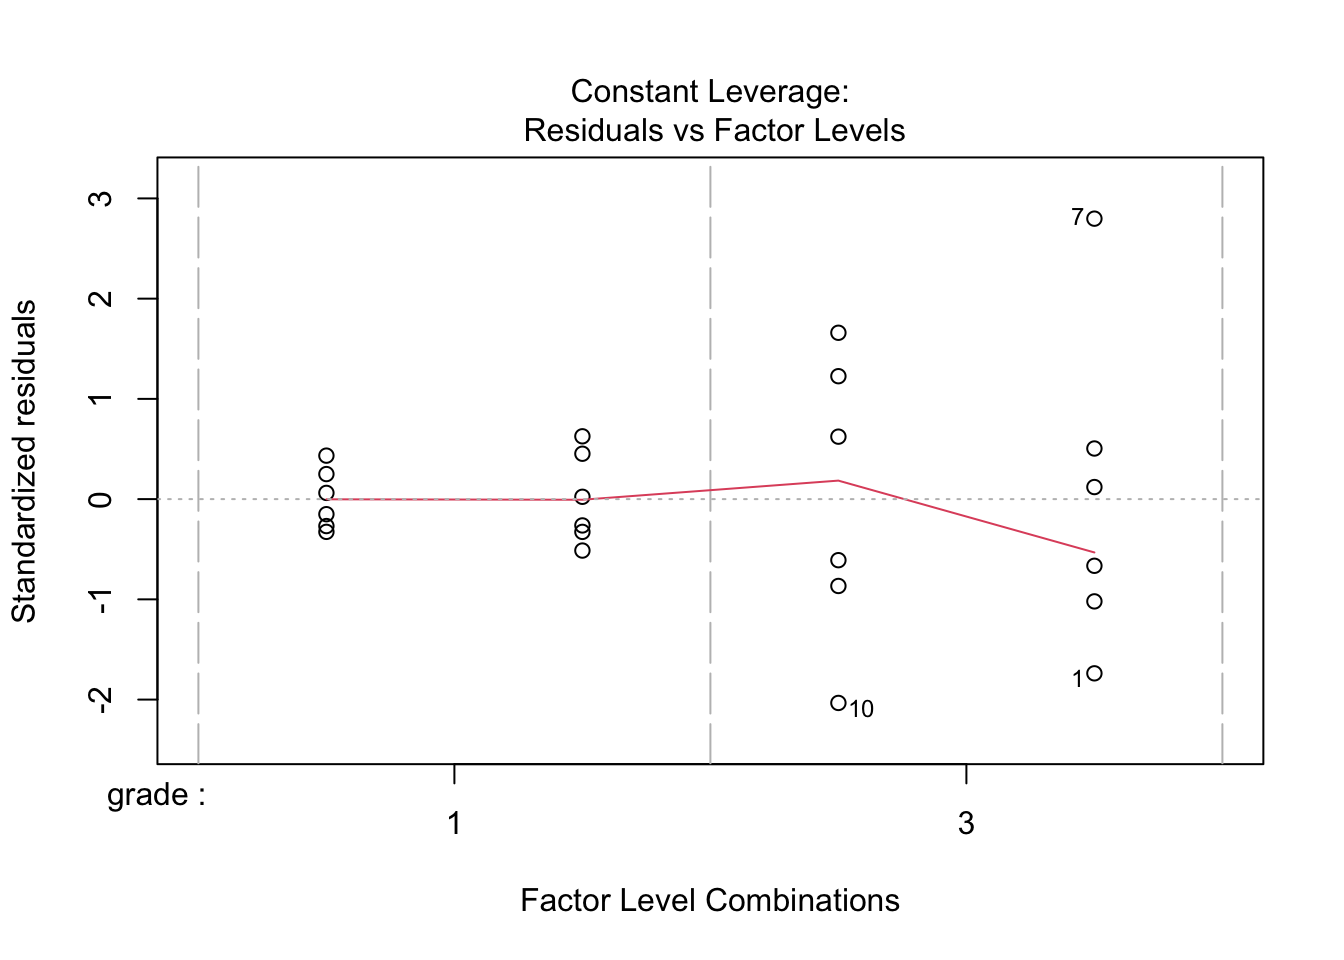 Constant Leverage:
Residuals vs Factor Levels
Standardized residuals
3
2
1
0
-1
-2
7
1
10
grade :
1
3
Factor Level Combinations